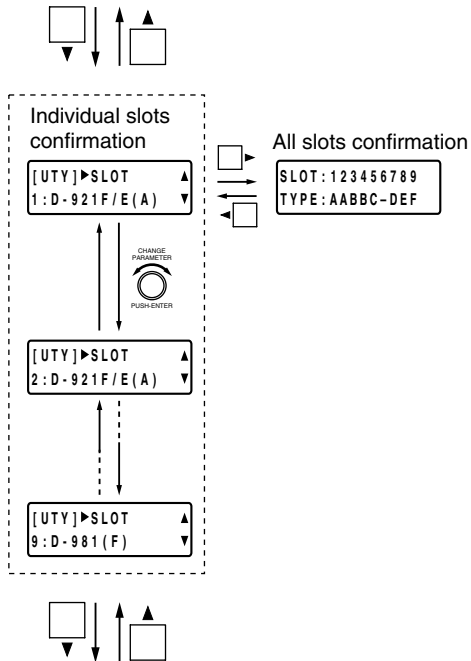 Individual slots
confirmation
[UTY]▶SLOT ▲
1:D-921F/E(A) ▼
All slots confirmation
SLOT:123456789
TYPE:AABBC-DEF
CHANGE
PARAMETER
PUSH-ENTER
[UTY]▶SLOT ▲
2:D-921F/E(A) ▼
[UTY]▶SLOT ▲
9:D-981(F) ▼